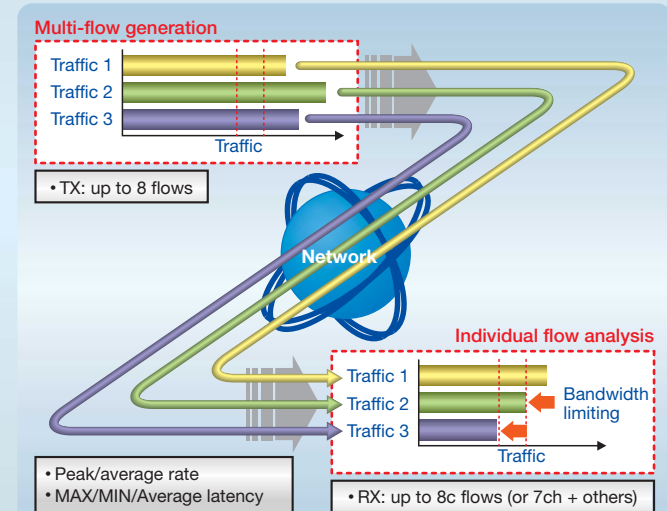 Multi-flow generation
Traffic 1
Traffic 2
Traffic 3
Traffic
• TX: up to 8 flows
Network
Individual flow analysis
Traffic 1
Traffic 2
Traffic 3
Bandwidth
limiting
Traffic
• Peak/average rate
• MAX/MIN/Average latency
• RX: up to 8c flows (or 7ch + others)